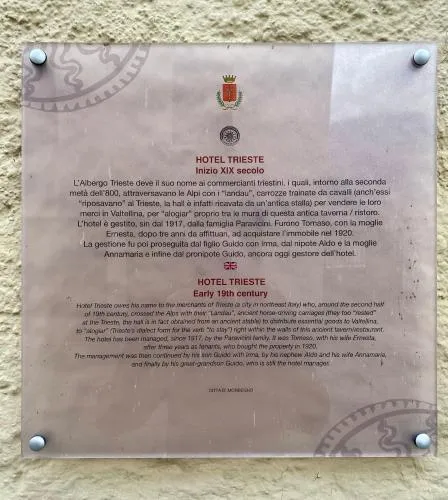 HOTEL TRIESTE
Inizio XIX secolo
L'Albergo Trieste deve il suo nome ai commercianti triestini, i quali, intorno alla seconda
metà dell'800, attraversavano le Alpi con i "landau", carrozze trainate da cavalli (anch'essi
"riposavano" al Trieste, la hall è infatti ricavata da un'antica stalla) per vendere le loro
merci in Valtellina, per "alogiar" proprio tra le mura di questa antica taverna / ristoro.
L'hotel è gestito, sin dal 1917, dalla famiglia Paravicini. Furono Tomaso, con la moglie
Ernesta, dopo tre anni da affittuari, ad acquistare l'immobile nel 1920.
La gestione fu poi proseguita dal figlio Guido con Irma, dal nipote Aldo e la moglie
Annamaria e infine dal pronipote Guido, ancora oggi gestore dell'hotel.
HOTEL TRIESTE
Early 19th century
Hotel Trieste owes his name to the merchants of Trieste (a city in northeast Italy) who, around the second half
of 19th century, crossed the Alps with their "Landau", ancient horse-driving carriages (they too "rested"
at the Trieste, the hall is in fact obtained from an ancient stable) to distribute essential goods to Valtellina,
to "alogiar" (Trieste's dialect form for the verb "to stay") right within the walls of this ancient tavern/restaurant.
The hotel has been managed, since 1917, by the Paravicini family. It was Tomaso, with his wife Ernesta,
after three years as tenants, who bought the property in 1920.
The management was then continued by his son Guido with Irma, by his nephew Aldo and his wife Annamaria,
and finally by his great-grandson Guido, who is still the hotel manager.
CITTÀ DI MORBEGNO